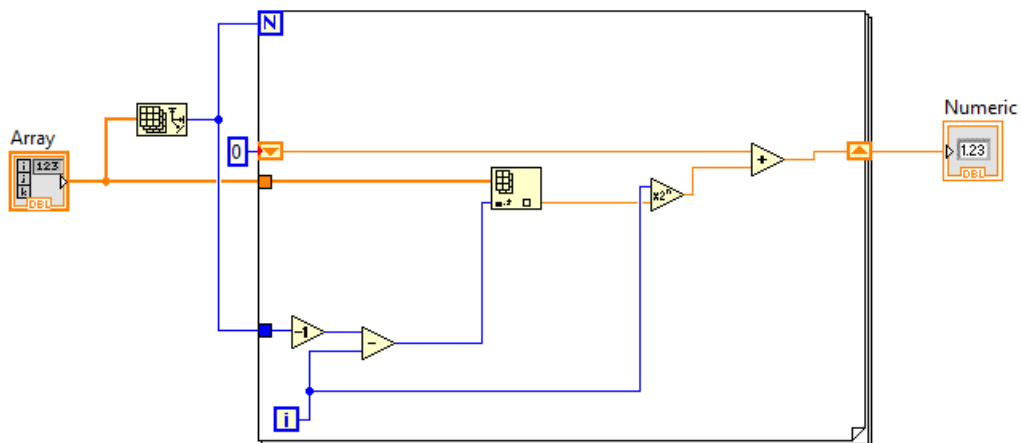 N
Array
Numeric
0
i
123
j
k
DBL
1.23
DBL
+
x2ⁿ
-1
-
i